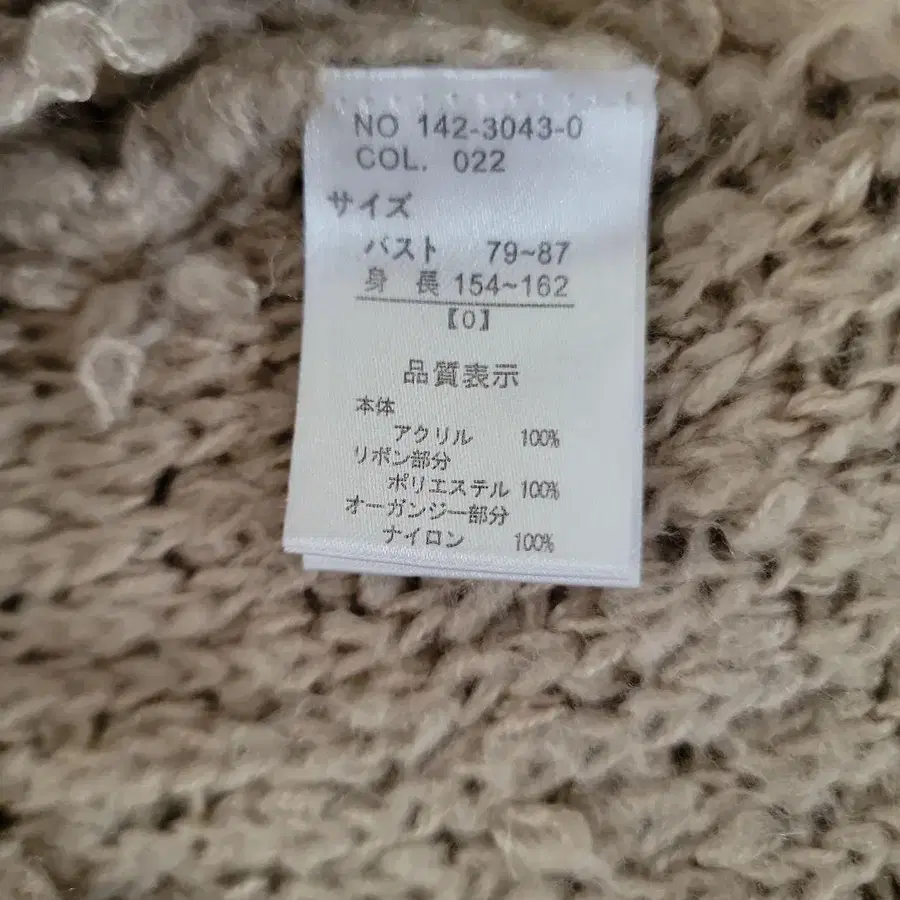 NO 142-3043-0
COL. 022
サイズ
バスト 79~87
身 長 154~162
【0】
品質表示
本体
アクリル 100%
リボン部分
ポリエステル 100%
オーガンジー部分
ナイロン 100%